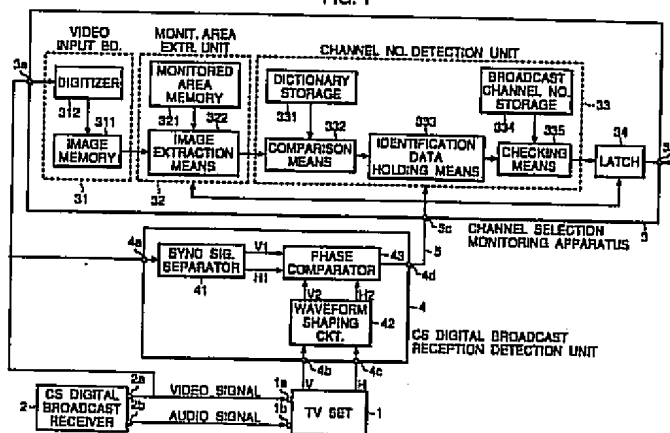 FIG. 1
VIDEO
INPUT BD.
MONIT. AREA
EXTR. UNIT
CHANNEL NO. DETECTION UNIT
3a
DIGITIZER
312
311
IMAGE
MEMORY
31
MONITORED
AREA
MEMORY
321
322
IMAGE
EXTRACTION
MEANS
32
DICTIONARY
STORAGE
331
332
COMPARISON
MEANS
333
IDENTIFICATION
DATA
HOLDING MEANS
BROADCAST
CHANNEL NO.
STORAGE
33
334
335
CHECKING
MEANS
34
LATCH
3c
CHANNEL SELECTION
MONITORING APPARATUS
3
5
4a
SYNC SIG.
SEPARATOR
41
V1
H1
PHASE
COMPARATOR
43
4d
V2
H2
4
WAVEFORM
SHAPING
CKT.
42
CS DIGITAL BROADCAST
RECEPTION DETECTION UNIT
4b
4c
V
H
2
CS DIGITAL
BROADCAST
RECEIVER
2a
2b
VIDEO SIGNAL
AUDIO SIGNAL
1a
1b
TV SET
1